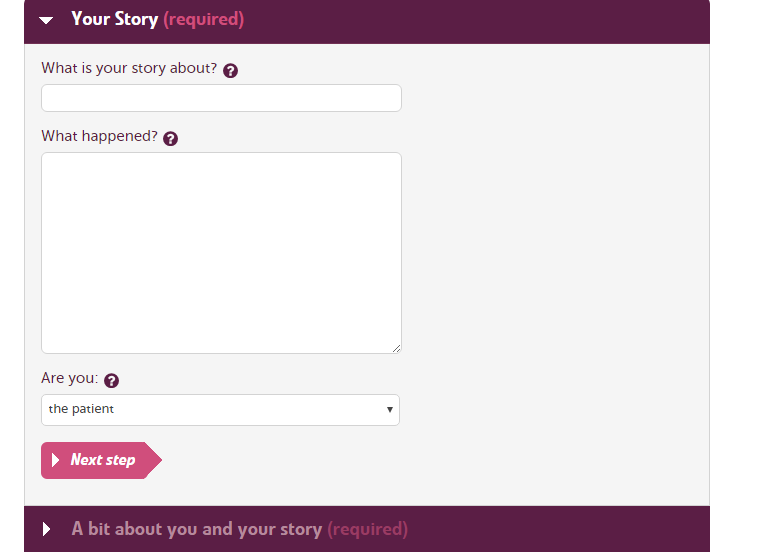 Your Story (required)
What is your story about? ?
What happened? ?
Are you: ?
the patient
Next step
A bit about you and your story (required)